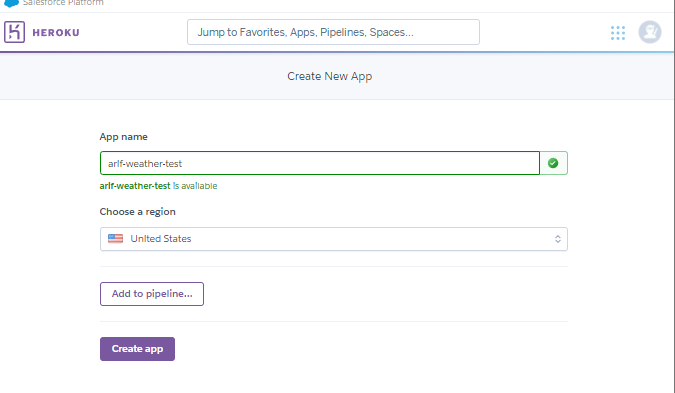 Salesforce Platform
HEROKU
Jump to Favorites, Apps, Pipelines, Spaces...
Create New App
App name
arlf-weather-test
arlf-weather-test is available
Choose a region
United States
Add to pipeline...
Create app